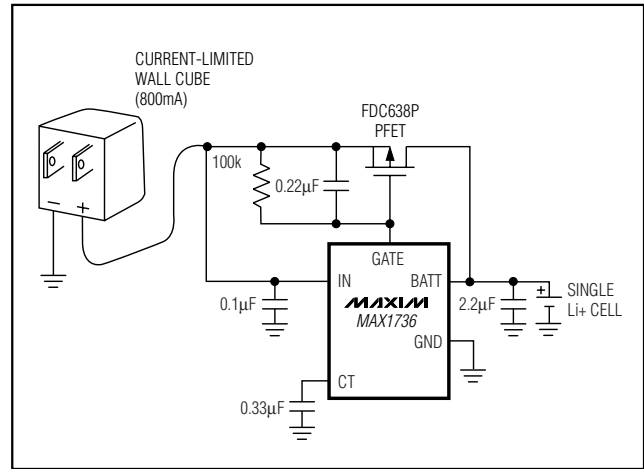 CURRENT-LIMITED
WALL CUBE
(800mA)
FDC638P
PFET
100k
0.22µF
− +
GATE
IN
BATT
0.1µF
MAXIM
MAX1736
2.2µF
+
SINGLE
Li+ CELL
GND
CT
0.33µF